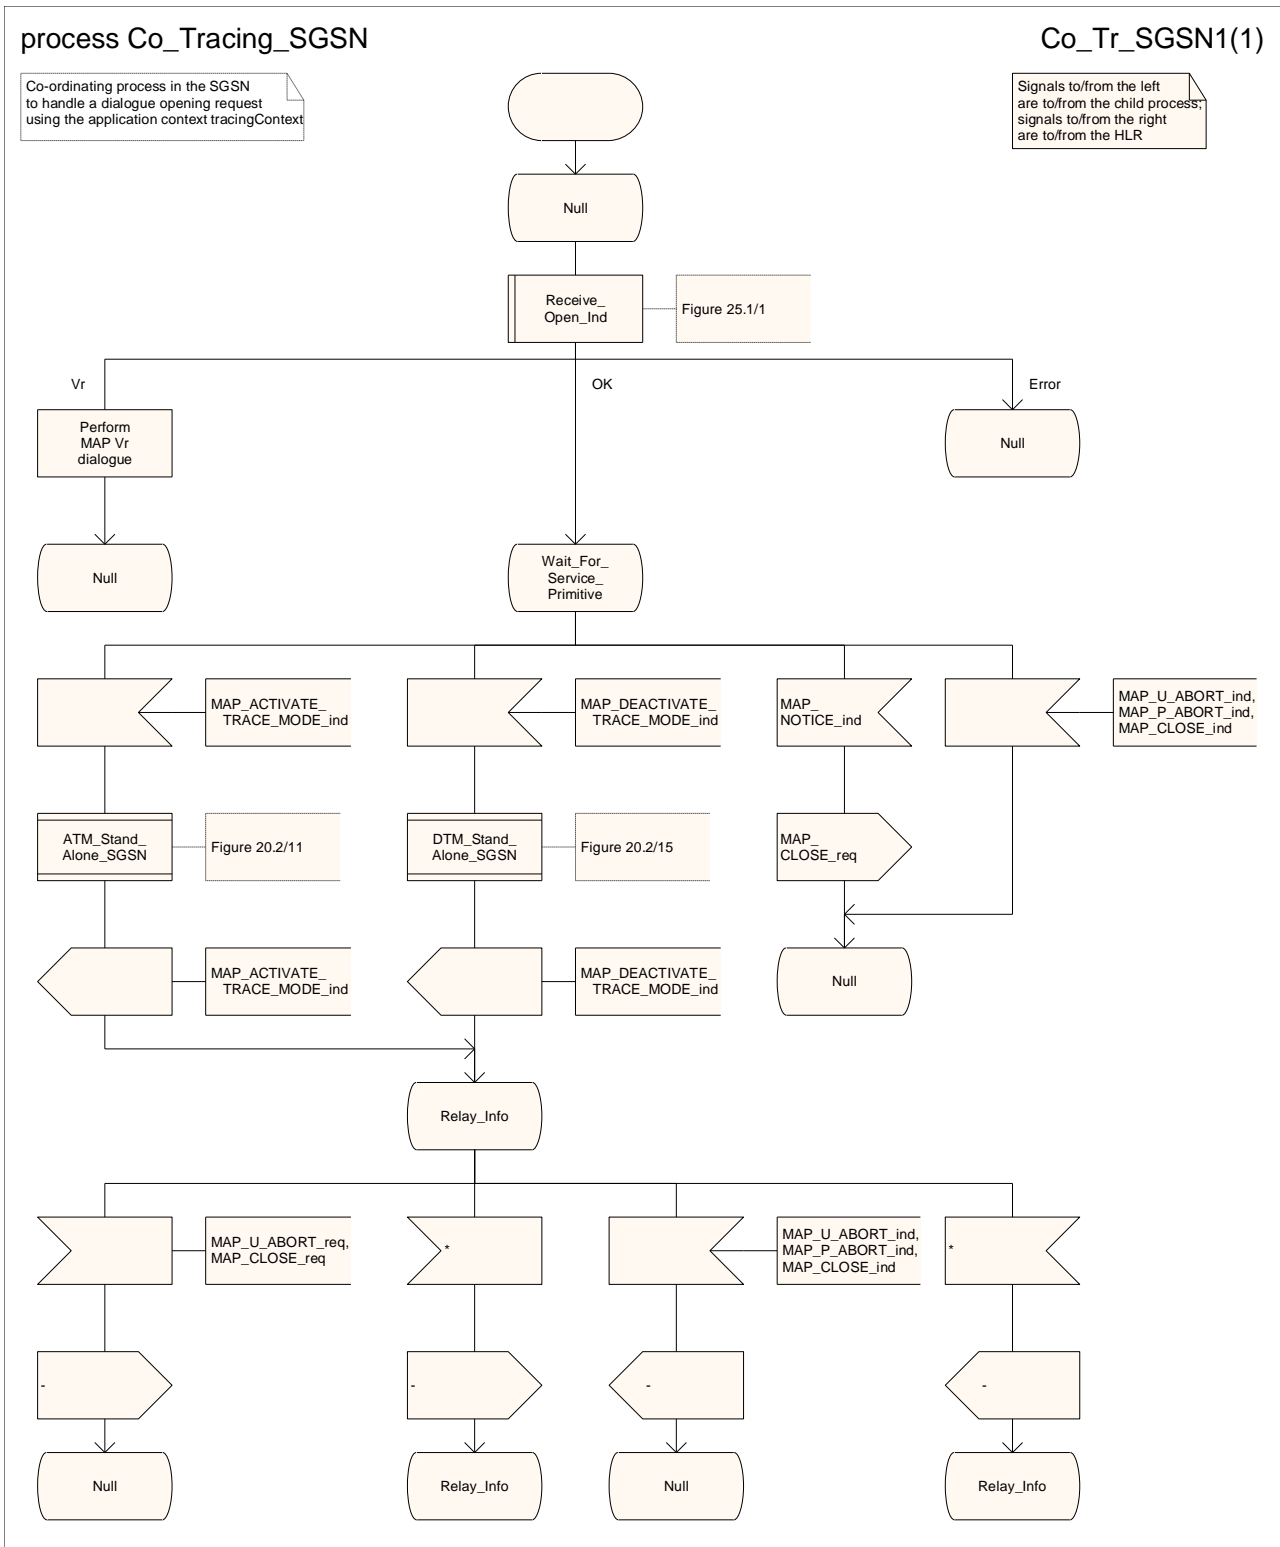 process Co_Tracing_SGSN
Co_Tr_SGSN1(1)
Co-ordinating process in the SGSN
to handle a dialogue opening request
using the application context tracingContext
Signals to/from the left
are to/from the child process;
signals to/from the right
are to/from the HLR
Null
Receive_
Open_Ind
Figure 25.1/1
Vr
OK
Error
Perform
MAP Vr
dialogue
Null
Null
Wait_For_
Service_
Primitive
MAP_ACTIVATE_
TRACE_MODE_ind
MAP_DEACTIVATE_
TRACE_MODE_ind
MAP_
NOTICE_ind
MAP_U_ABORT_ind,
MAP_P_ABORT_ind,
MAP_CLOSE_ind
ATM_Stand_
Alone_SGSN
Figure 20.2/11
DTM_Stand_
Alone_SGSN
Figure 20.2/15
MAP_
CLOSE_req
MAP_ACTIVATE_
TRACE_MODE_ind
MAP_DEACTIVATE_
TRACE_MODE_ind
Null
Relay_Info
MAP_U_ABORT_req,
MAP_CLOSE_req
*
MAP_U_ABORT_ind,
MAP_P_ABORT_ind,
MAP_CLOSE_ind
*
-
-
-
-
Null
Relay_Info
Null
Relay_Info